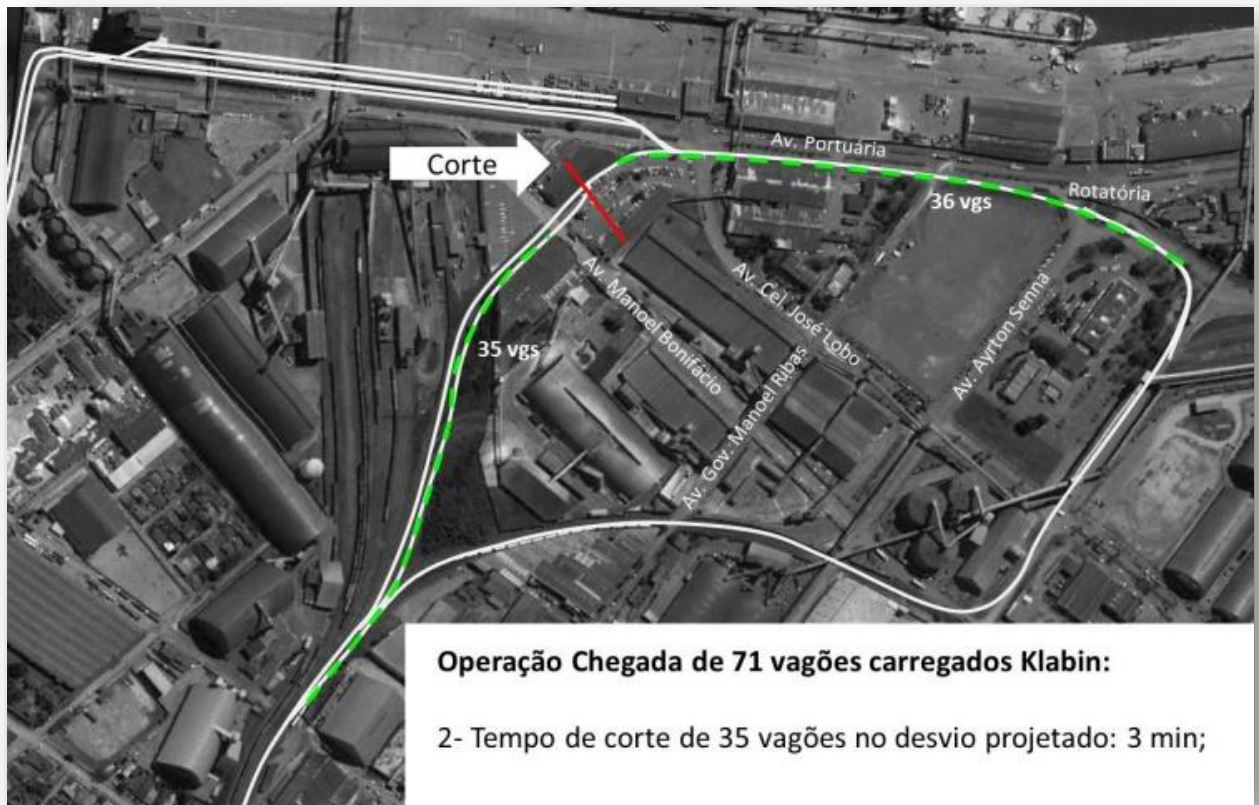 Av. Portuária
Corte
Rotatória
36 vgs
Av. Manoel Bonifácio
Av. Cel. José Lobo
Av. Ayrton Senna
35 vgs
Av. Gov. Manoel Ribas
Operação Chegada de 71 vagões carregados Klabin:
2- Tempo de corte de 35 vagões no desvio projetado: 3 min;